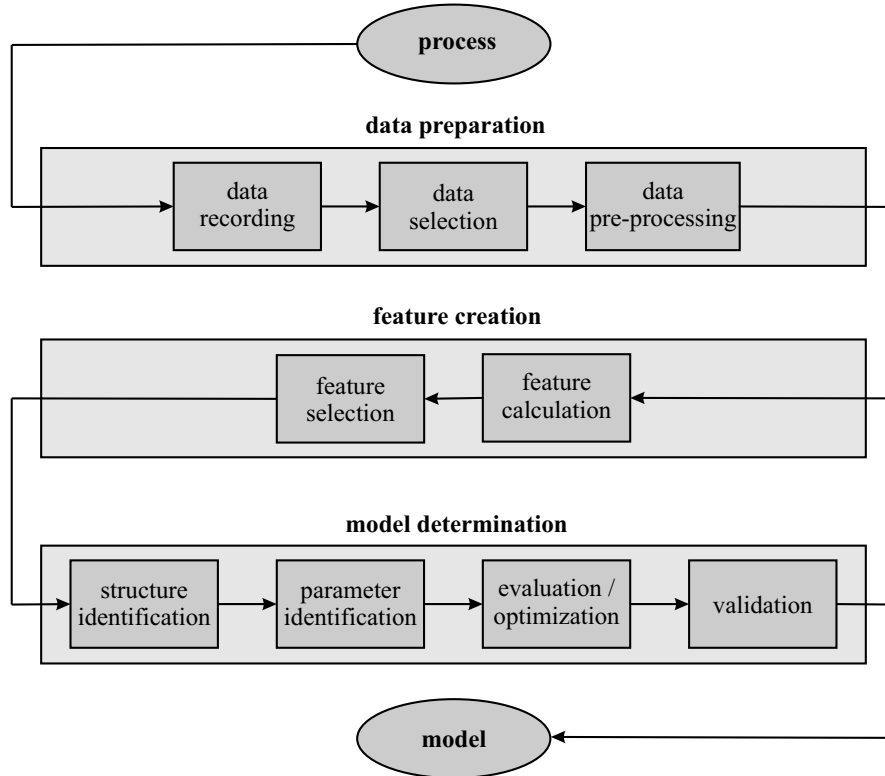 process
data preparation
data
recording
data
selection
data
pre-processing
feature creation
feature
selection
feature
calculation
model determination
structure
identification
parameter
identification
evaluation /
optimization
validation
model